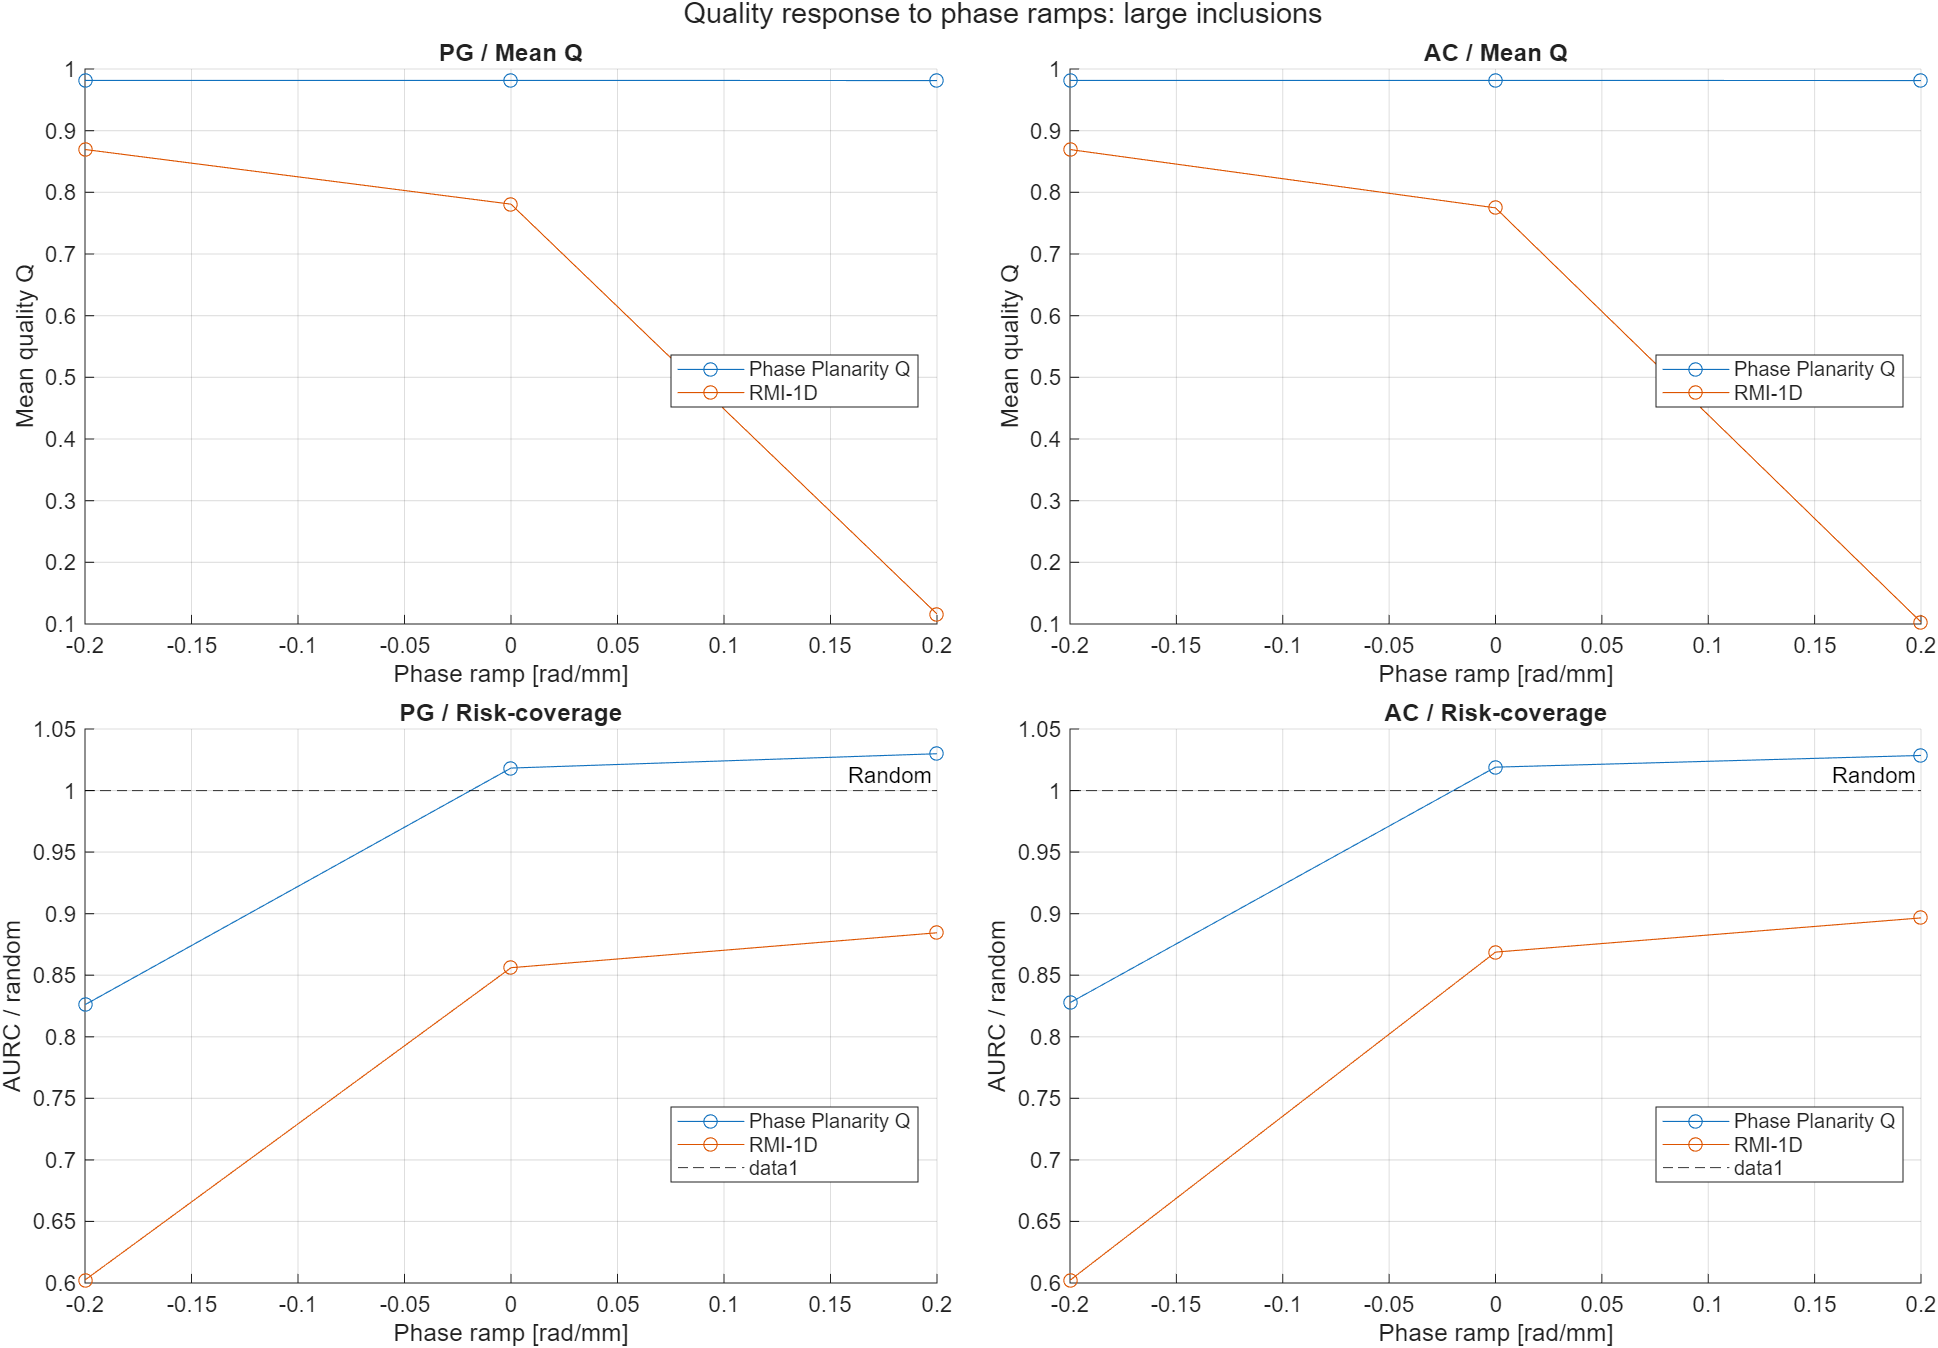 Quality response to phase ramps: large inclusions
PG / Mean Q
1
0.9
0.8
0.7
0.6
0.5
0.4
0.3
0.2
0.1
Mean quality Q
-0.2 -0.15 -0.1 -0.05 0 0.05 0.1 0.15 0.2
Phase ramp [rad/mm]
Phase Planarity Q
RMI-1D
AC / Mean Q
1
0.9
0.8
0.7
0.6
0.5
0.4
0.3
0.2
0.1
Mean quality Q
-0.2 -0.15 -0.1 -0.05 0 0.05 0.1 0.15 0.2
Phase ramp [rad/mm]
Phase Planarity Q
RMI-1D
PG / Risk-coverage
1.05
1
0.95
0.9
0.85
0.8
0.75
0.7
0.65
0.6
AURC / random
Random
-0.2 -0.15 -0.1 -0.05 0 0.05 0.1 0.15 0.2
Phase ramp [rad/mm]
Phase Planarity Q
RMI-1D
data1
AC / Risk-coverage
1.05
1
0.95
0.9
0.85
0.8
0.75
0.7
0.65
0.6
AURC / random
Random
-0.2 -0.15 -0.1 -0.05 0 0.05 0.1 0.15 0.2
Phase ramp [rad/mm]
Phase Planarity Q
RMI-1D
data1